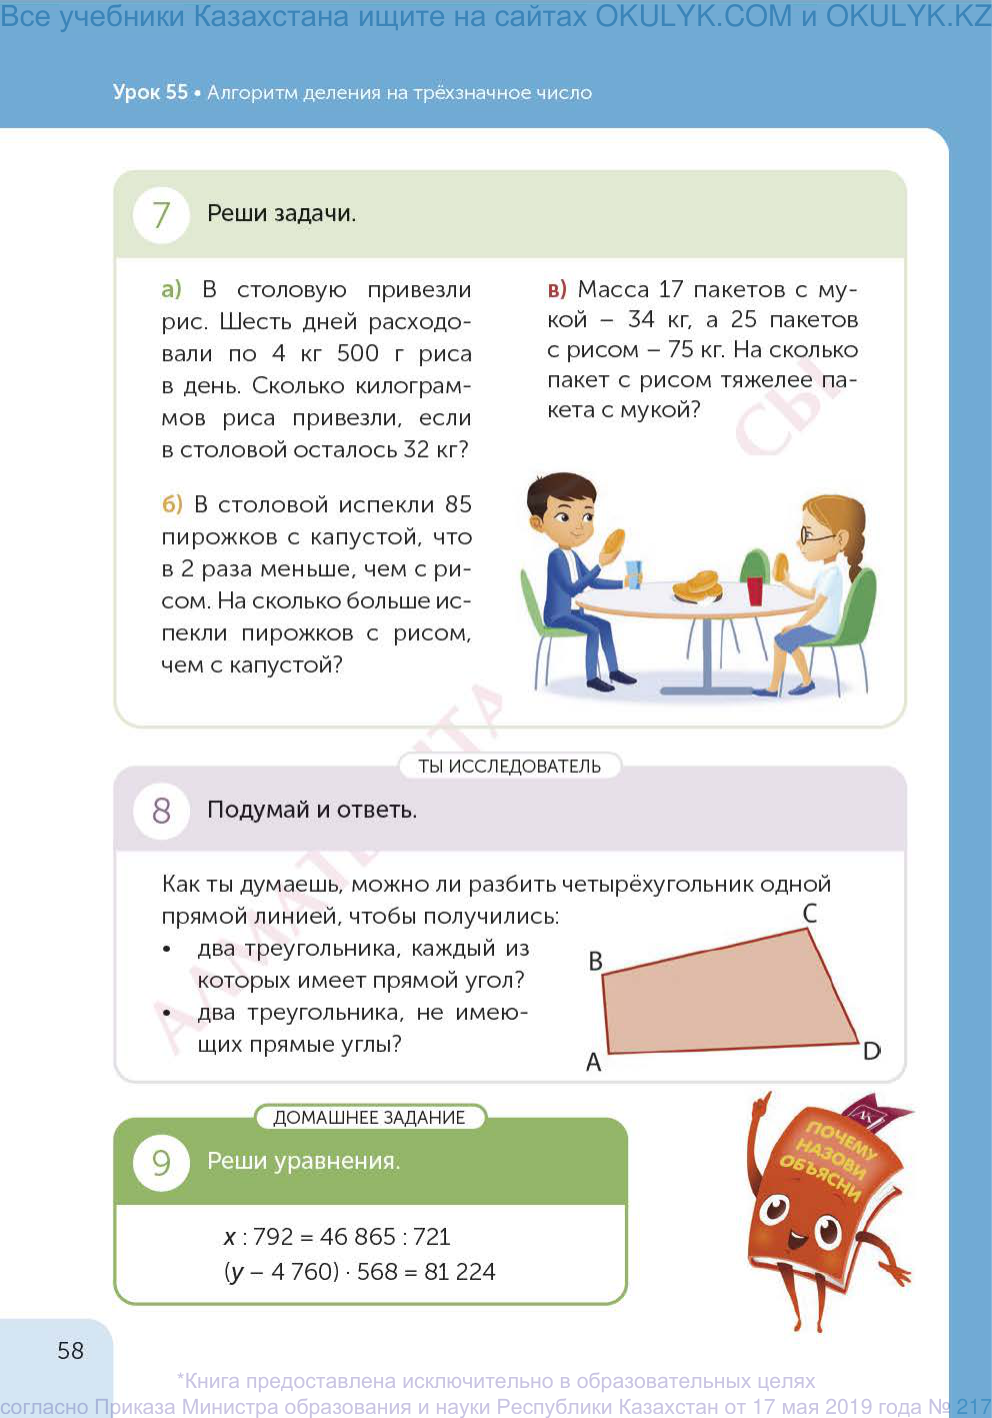 Все учебники Казахстана ищите на сайтах OKULYK.COM и OKULYK.KZ
Урок 55 • Алгоритм деления на трёхзначное число
7
Реши задачи.
а) В столовую привезли
рис. Шесть дней расходо-
вали по 4 кг 500 г риса
в день. Сколько килограм-
мов риса привезли, если
в столовой осталось 32 кг?
б) В столовой испекли 85
пирожков с капустой, что
в 2 раза меньше, чем с ри-
сом. На сколько больше ис-
пекли пирожков с рисом,
чем с капустой?
в) Масса 17 пакетов с му-
кой – 34 кг, а 25 пакетов
с рисом – 75 кг. На сколько
пакет с рисом тяжелее па-
кета с мукой?
ТЫ ИССЛЕДОВАТЕЛЬ
8
Подумай и ответь.
Как ты думаешь, можно ли разбить четырёхугольник одной
прямой линией, чтобы получились:
• два треугольника, каждый из
которых имеет прямой угол?
• два треугольника, не имею-
щих прямые углы?
B
C
A
D
ДОМАШНЕЕ ЗАДАНИЕ
9
Реши уравнения.
x : 792 = 46 865 : 721
(y – 4 760) · 568 = 81 224
ПОЧЕМУ
НАЗОВИ
ОБЪЯСНИ
58
*Книга предоставлена исключительно в образовательных целях
согласно Приказа Министра образования и науки Республики Казахстан от 17 мая 2019 года № 217